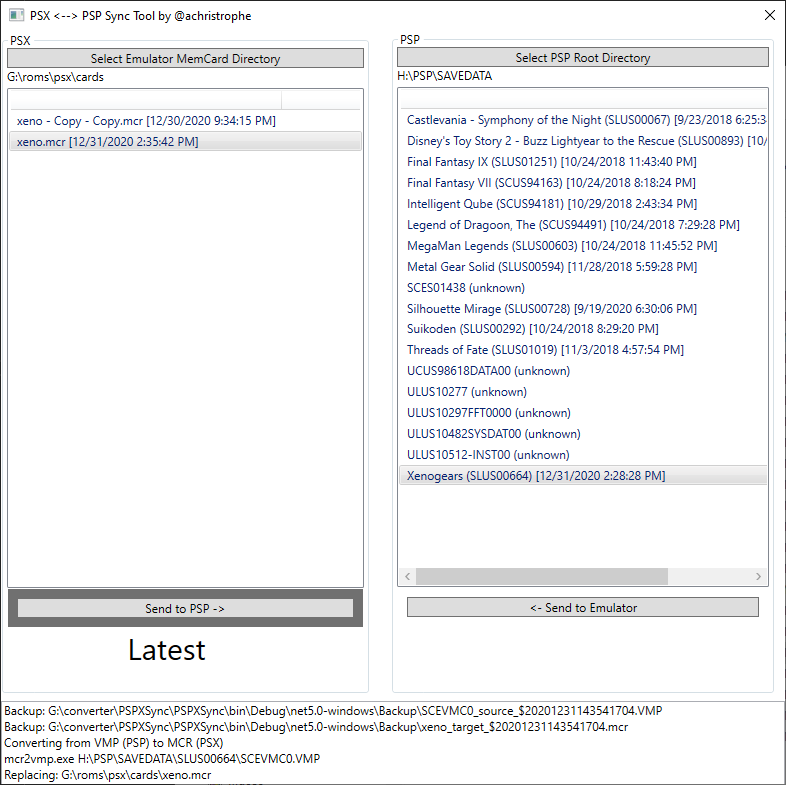 PSX <--> PSP Sync Tool by @achristrophe
PSX
Select Emulator MemCard Directory
G:\roms\psx\cards
xeno - Copy - Copy.mcr [12/30/2020 9:34:15 PM]
xeno.mcr [12/31/2020 2:35:42 PM]
Send to PSP ->
Latest
PSP
Select PSP Root Directory
H:\PSP\SAVEDATA
Castlevania - Symphony of the Night (SLUS00067) [9/23/2018 6:25:3
Disney's Toy Story 2 - Buzz Lightyear to the Rescue (SLUS00893) [10/
Final Fantasy IX (SLUS01251) [10/24/2018 11:43:40 PM]
Final Fantasy VII (SCUS94163) [10/24/2018 8:18:24 PM]
Intelligent Qube (SCUS94181) [10/29/2018 2:43:34 PM]
Legend of Dragoon, The (SCUS94491) [10/24/2018 7:29:28 PM]
MegaMan Legends (SLUS00603) [10/24/2018 11:45:52 PM]
Metal Gear Solid (SLUS00594) [11/28/2018 5:59:28 PM]
SCES01438 (unknown)
Silhouette Mirage (SLUS00728) [9/19/2020 6:30:06 PM]
Suikoden (SLUS00292) [10/24/2018 8:29:20 PM]
Threads of Fate (SLUS01019) [11/3/2018 4:57:54 PM]
UCUS98618DATA00 (unknown)
ULUS10277 (unknown)
ULUS10297FFT0000 (unknown)
ULUS10482SYSDAT00 (unknown)
ULUS10512-INST00 (unknown)
Xenogears (SLUS00664) [12/31/2020 2:28:28 PM]
<- Send to Emulator
Backup: G:\converter\PSPXSync\PSPXSync\bin\Debug\net5.0-windows\Backup\SCEVMC0_source_$20201231143541704.VMP
Backup: G:\converter\PSPXSync\PSPXSync\bin\Debug\net5.0-windows\Backup\xeno_target_$20201231143541704.mcr
Converting from VMP (PSP) to MCR (PSX)
mcr2vmp.exe H:\PSP\SAVEDATA\SLUS00664\SCEVMC0.VMP
Replacing: G:\roms\psx\cards\xeno.mcr